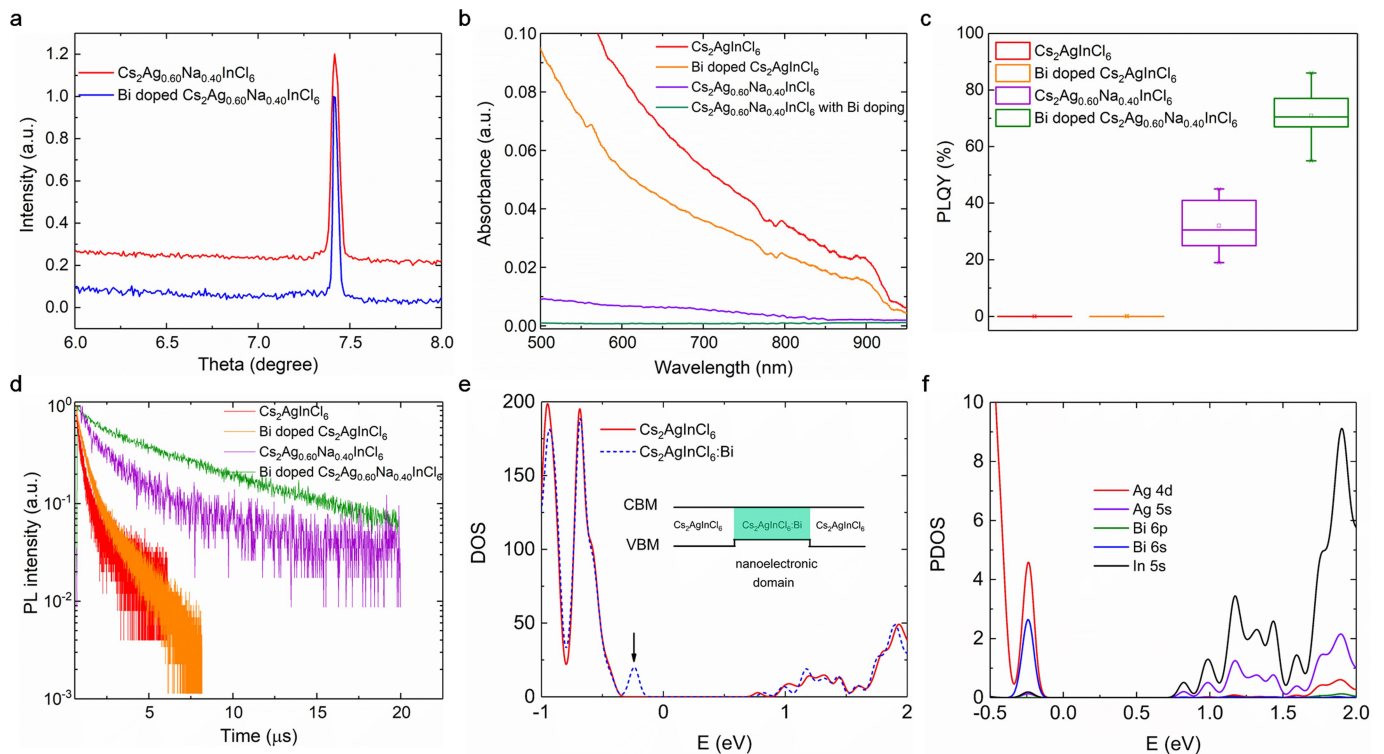 a
1.2
1.0
0.8
0.6
0.4
0.2
0.0
Intensity (a.u.)
Cs₂Ag₀.₆₀Na₀.₄₀InCl₆
Bi doped Cs₂Ag₀.₆₀Na₀.₄₀InCl₆
6.0 6.5 7.0 7.5 8.0
Theta (degree)
b
0.10
0.08
0.06
0.04
0.02
0.00
Absorbance (a.u.)
Cs₂AgInCl₆
Bi doped Cs₂AgInCl₆
Cs₂Ag₀.₆₀Na₀.₄₀InCl₆
Cs₂Ag₀.₆₀Na₀.₄₀InCl₆ with Bi doping
500 600 700 800 900
Wavelength (nm)
c
100
80
60
40
20
0
PLQY (%)
Cs₂AgInCl₆
Bi doped Cs₂AgInCl₆
Cs₂Ag₀.₆₀Na₀.₄₀InCl₆
Bi doped Cs₂Ag₀.₆₀Na₀.₄₀InCl₆
d
10⁰
10⁻¹
10⁻²
10⁻³
PL intensity (a.u.)
Cs₂AgInCl₆
Bi doped Cs₂AgInCl₆
Cs₂Ag₀.₆₀Na₀.₄₀InCl₆
Bi doped Cs₂Ag₀.₆₀Na₀.₄₀InCl₆
5 10 15 20
Time (μs)
e
200
150
100
50
0
DOS
Cs₂AgInCl₆
Cs₂AgInCl₆:Bi
CBM
Cs₂AgInCl₆ Cs₂AgInCl₆:Bi Cs₂AgInCl₆
VBM
nanoelectronic
domain
-1 0 1 2
E (eV)
f
10
8
6
4
2
0
PDOS
Ag 4d
Ag 5s
Bi 6p
Bi 6s
In 5s
-0.5 0.0 0.5 1.0 1.5 2.0
E (eV)